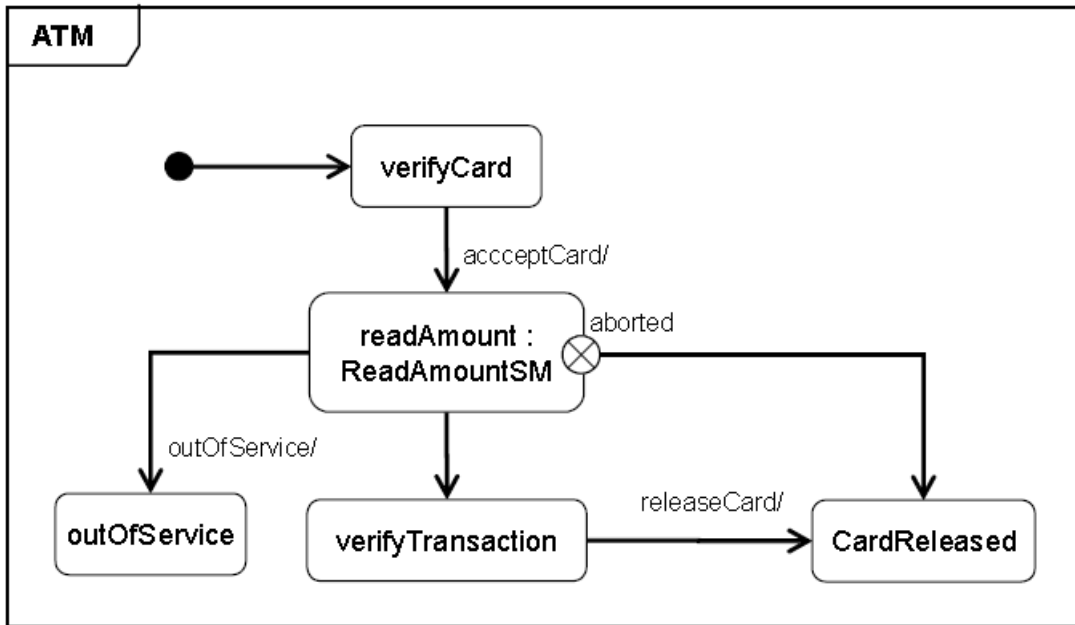 ATM
verifyCard
accceptCard/
readAmount :
ReadAmountSM
aborted
outOfService/
releaseCard/
outOfService
verifyTransaction
CardReleased